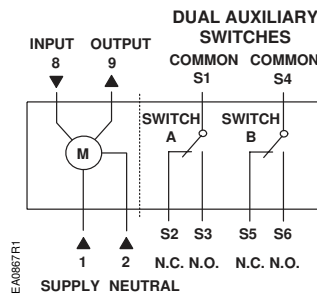 DUAL AUXILIARY
SWITCHES
INPUT OUTPUT COMMON COMMON
8 9 S1 S4
SWITCH A SWITCH B
M
S2 S3 S5 S6
1 2 N.C. N.O. N.C. N.O.
SUPPLY NEUTRAL
EA0867R1